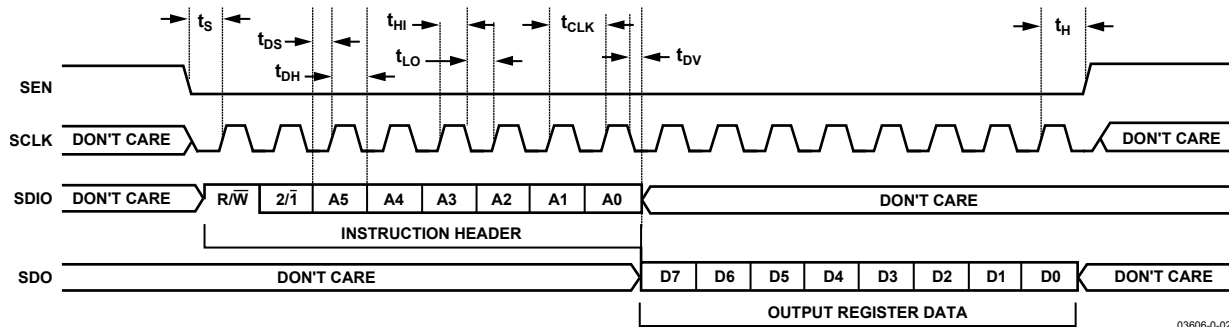 tS
tDS
tDH
tHI
tLO
tCLK
tDV
tH
SEN
SCLK DON'T CARE DON'T CARE
SDIO DON'T CARE R/W̅ 2/1̅ A5 A4 A3 A2 A1 A0 DON'T CARE
INSTRUCTION HEADER
SDO DON'T CARE D7 D6 D5 D4 D3 D2 D1 D0 DON'T CARE
OUTPUT REGISTER DATA